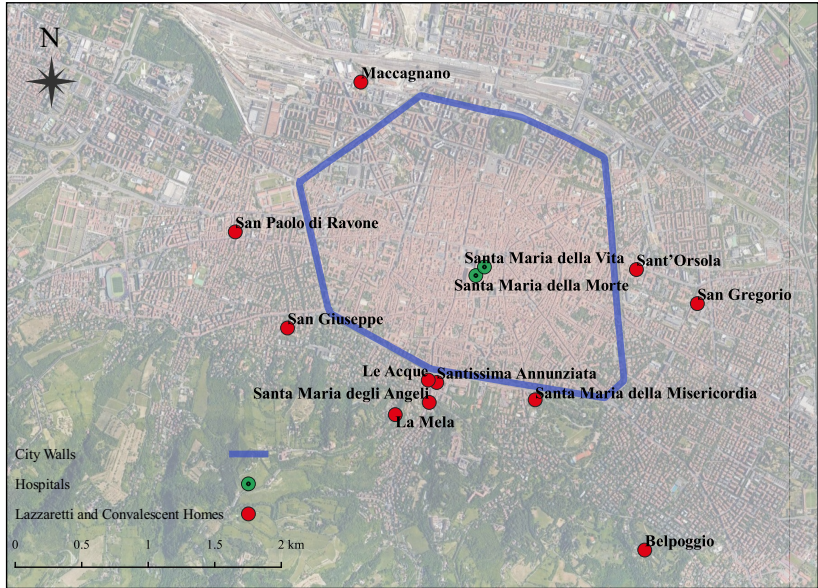 N
Maccagnano
San Paolo di Ravone
Santa Maria della Vita
Sant’Orsola
Santa Maria della Morte
San Gregorio
San Giuseppe
Le Acque
Santissima Annunziata
Santa Maria degli Angeli
Santa Maria della Misericordia
La Mela
City Walls
Hospitals
Lazzaretti and Convalescent Homes
Belpoggio
0 0.5 1 1.5 2 km